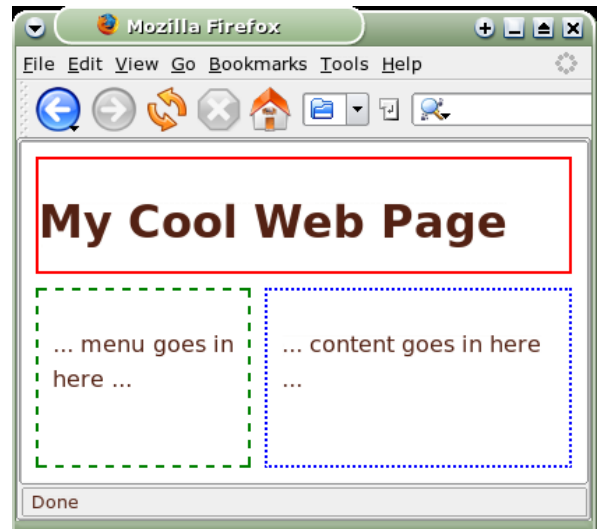 Mozilla Firefox
File Edit View Go Bookmarks Tools Help
My Cool Web Page
... menu goes in
here ...
... content goes in here
...
Done